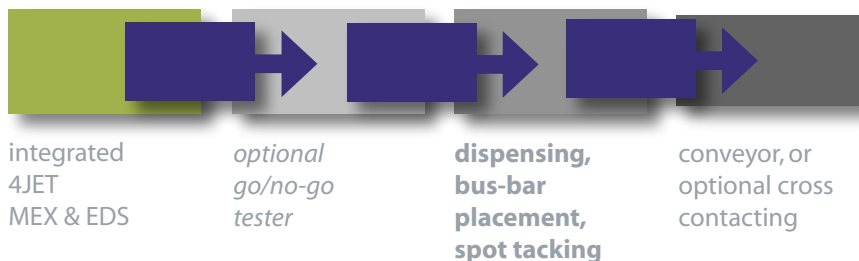 integrated
4JET
MEX & EDS
optional
go/no-go
tester
dispensing,
bus-bar
placement,
spot tacking
conveyor, or
optional cross
contacting